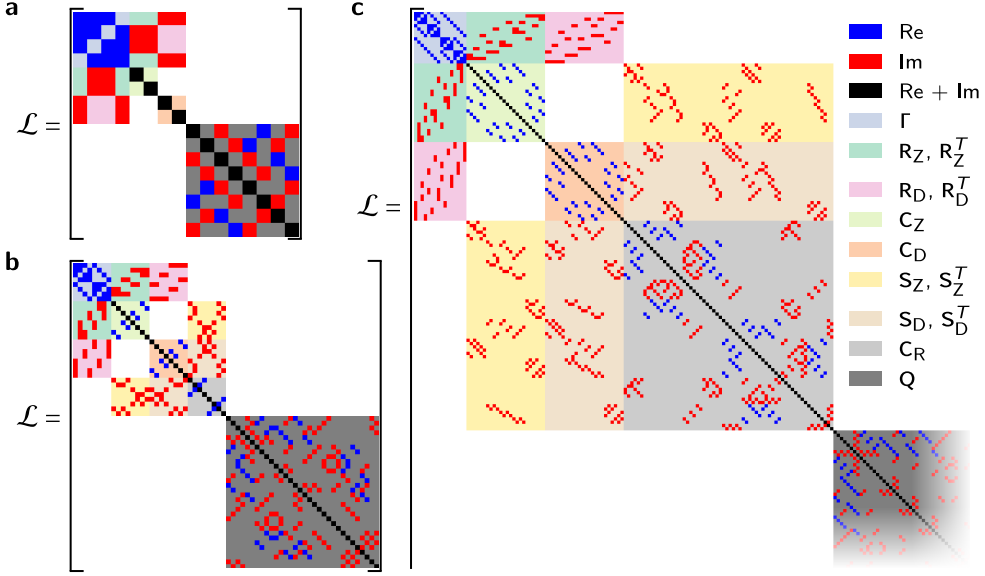 a
ℒ =
b
ℒ =
c
ℒ =
Re
Im
Re + Im
Γ
R_Z, R_Z^T
R_D, R_D^T
C_Z
C_D
S_Z, S_Z^T
S_D, S_D^T
C_R
Q